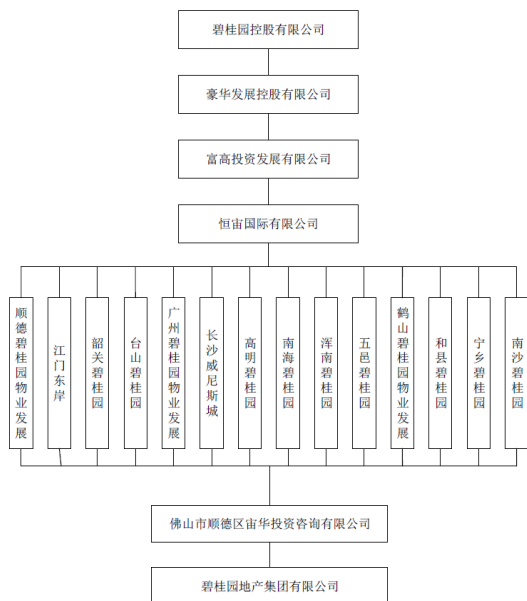 碧桂园控股有限公司
豪华发展控股有限公司
富高投资发展有限公司
恒宙国际有限公司
顺德碧桂园物业发展
江门东岸
韶关碧桂园
台山碧桂园
广州碧桂园物业发展
长沙威尼斯城
高明碧桂园
南海碧桂园
浑南碧桂园
五邑碧桂园
鹤山碧桂园物业发展
和县碧桂园
宁乡碧桂园
南沙碧桂园
佛山市顺德区宙华投资咨询有限公司
碧桂园地产集团有限公司